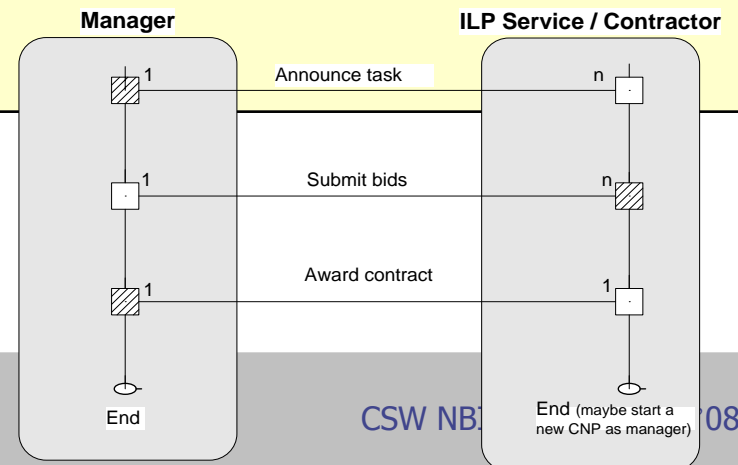 Manager
ILP Service / Contractor
1
Announce task
n
1
Submit bids
n
1
Award contract
1
End
End (maybe start a
new CNP as manager)
CSW
08